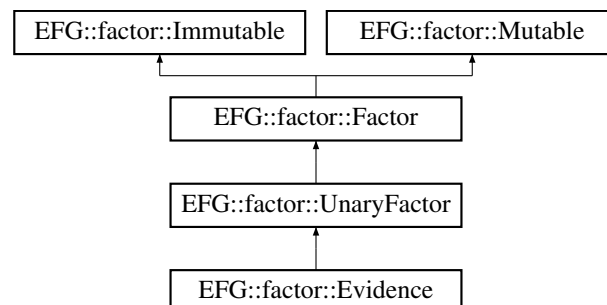 EFG::factor::Immutable
EFG::factor::Mutable
EFG::factor::Factor
EFG::factor::UnaryFactor
EFG::factor::Evidence